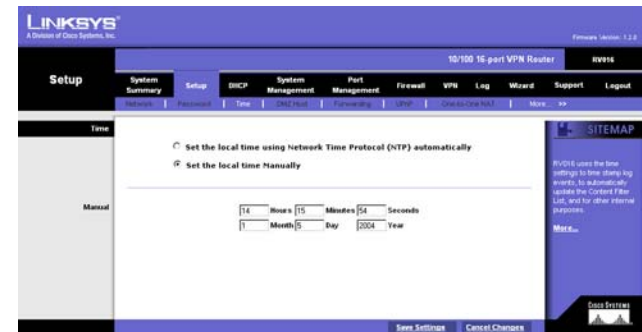 LINKSYS®
A Division of Cisco Systems, Inc.
Firmware Version: 1.2.0
10/100 16-port VPN Router
RV016
Setup
System Summary
Setup
DHCP
System Management
Port Management
Firewall
VPN
Log
Wizard
Support
Logout
Network | Password | Time | DMZ Host | Forwarding | UPnP | One-to-One NAT | More... >>
Time
SITEMAP
Set the local time using Network Time Protocol (NTP) automatically
Set the local time Manually
RV016 uses the time
settings to time stamp log
events, to automatically
update the Content Filter
List, and for other internal
purposes.
More...
Manual
14 Hours 15 Minutes 54 Seconds
1 Month 5 Day 2004 Year
CISCO SYSTEMS
Save Settings
Cancel Changes